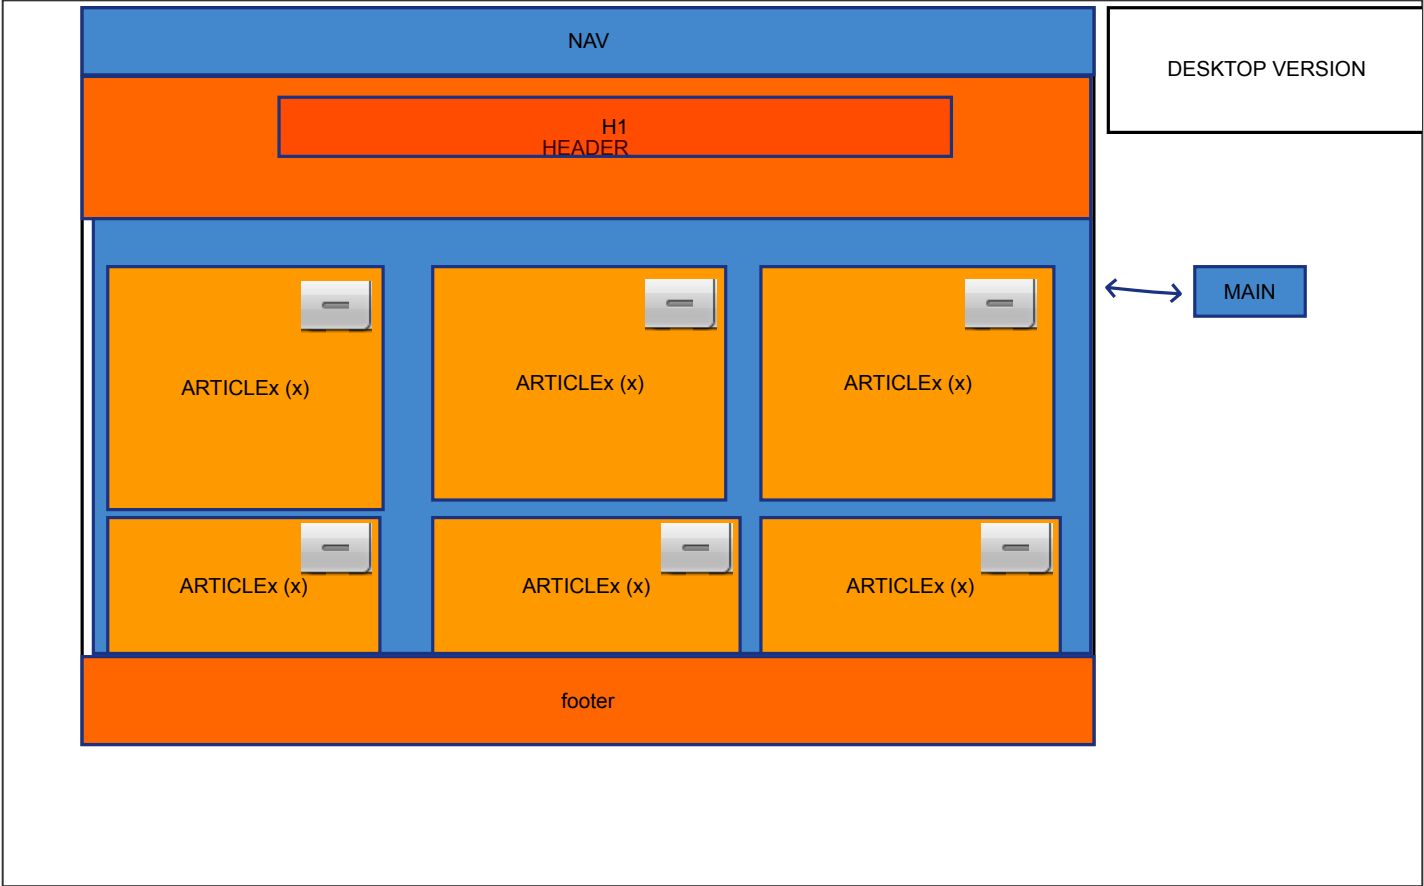 NAV
DESKTOP VERSION
H1
HEADER
MAIN
ARTICLEx (x)
ARTICLEx (x)
ARTICLEx (x)
ARTICLEx (x)
ARTICLEx (x)
ARTICLEx (x)
footer